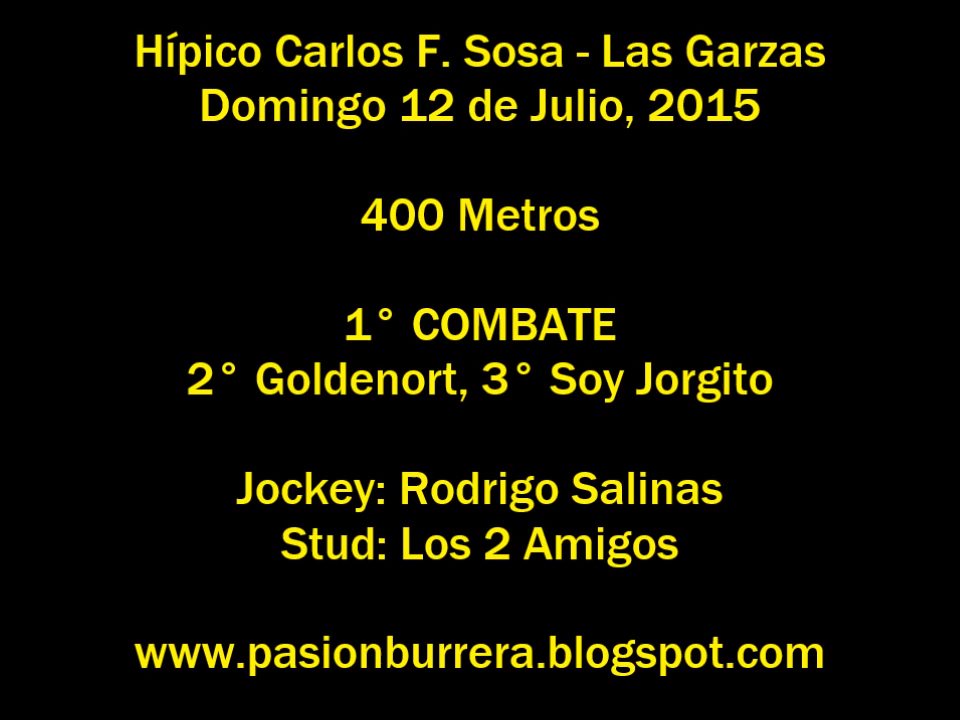 Hípico Carlos F. Sosa - Las Garzas
Domingo 12 de Julio, 2015
400 Metros
1° COMBATE
2° Goldenort, 3° Soy Jorgito
Jockey: Rodrigo Salinas
Stud: Los 2 Amigos
www.pasionburrera.blogspot.com